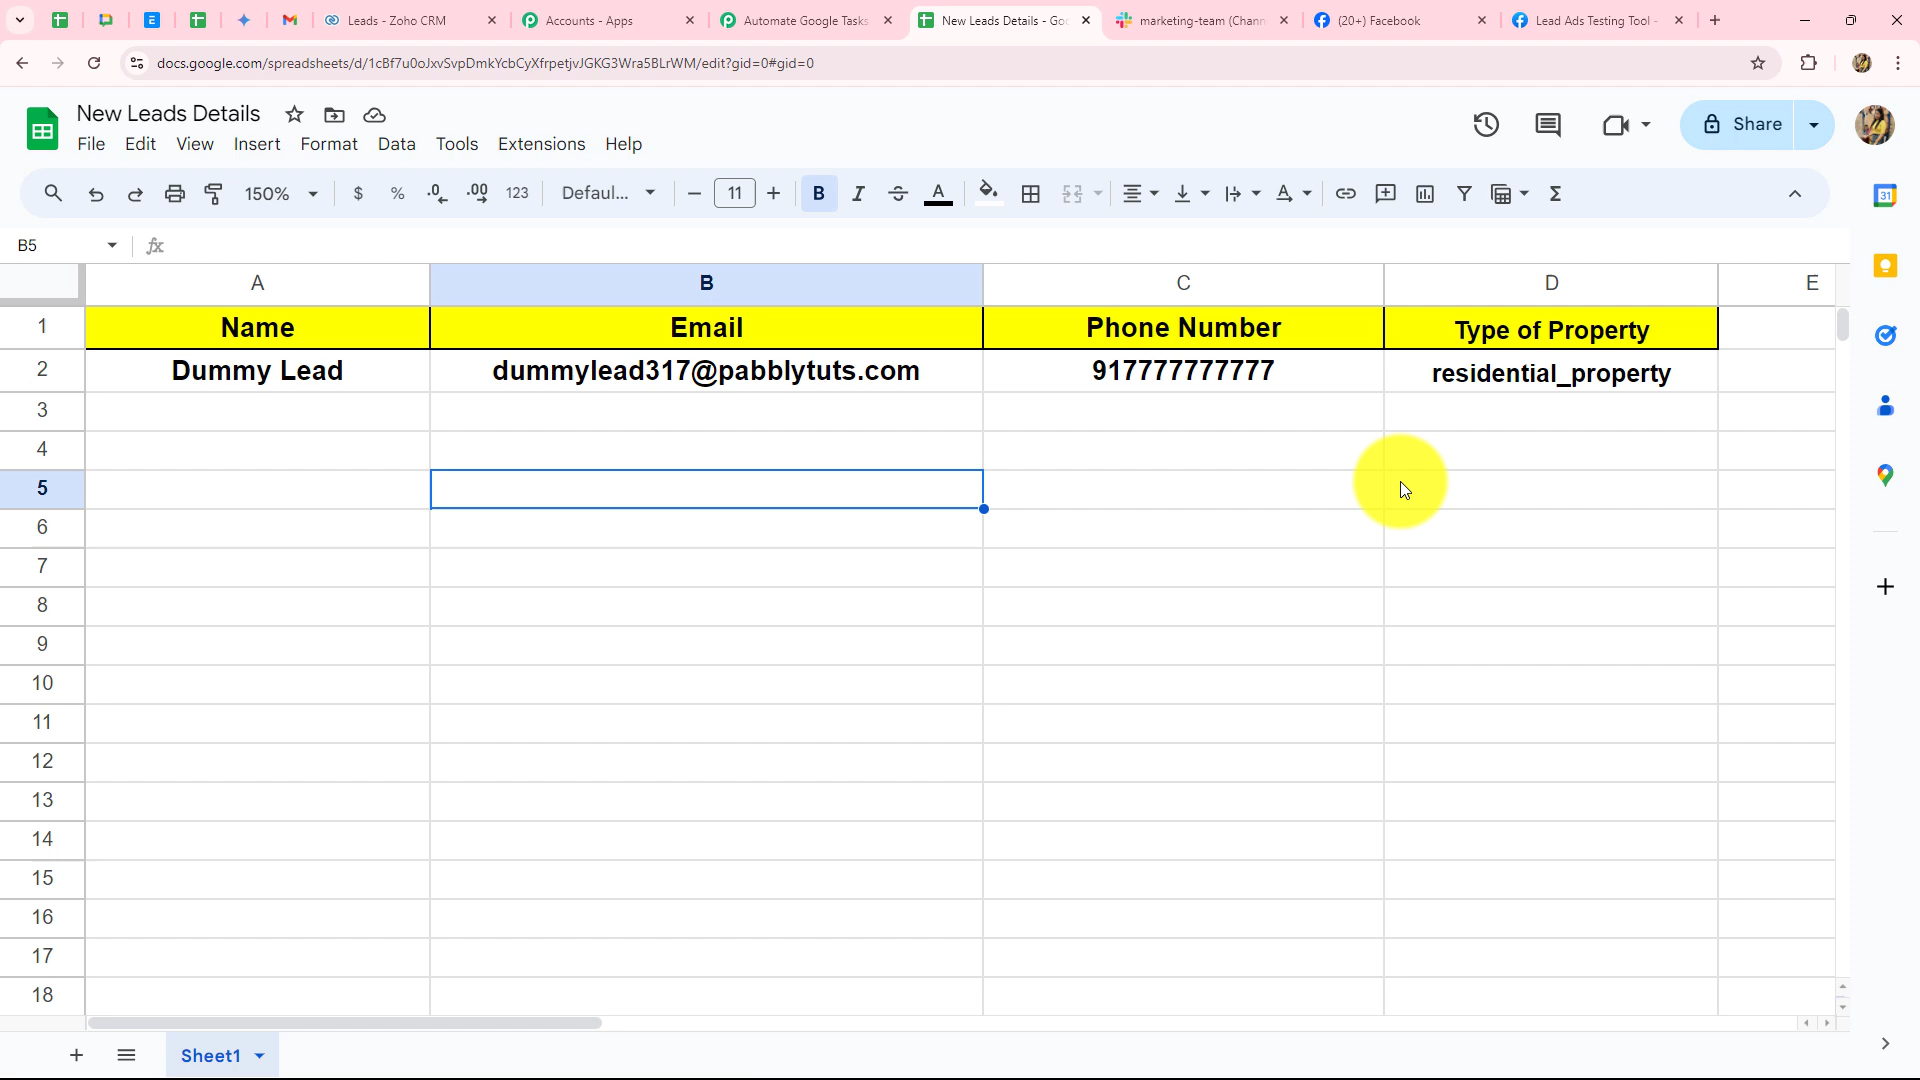 Leads - Zoho CRM
Accounts - Apps
Automate Google Tasks
New Leads Details - Goo
marketing-team (Chann
(20+) Facebook
Lead Ads Testing Tool -
docs.google.com/spreadsheets/d/1cBf7u0oJxvSvpDmkYcbCyXfrpetjvJGKG3Wra5BLrWM/edit?gid=0#gid=0
New Leads Details
File Edit View Insert Format Data Tools Extensions Help
Share
150% $ % .0 .00 123 Defaul... 11 B I S A
B5 fx
A B C D E
1 Name Email Phone Number Type of Property
2 Dummy Lead dummylead317@pabblytuts.com 917777777777 residential_property
3
4
5
6
7
8
9
10
11
12
13
14
15
16
17
18
Sheet1
31